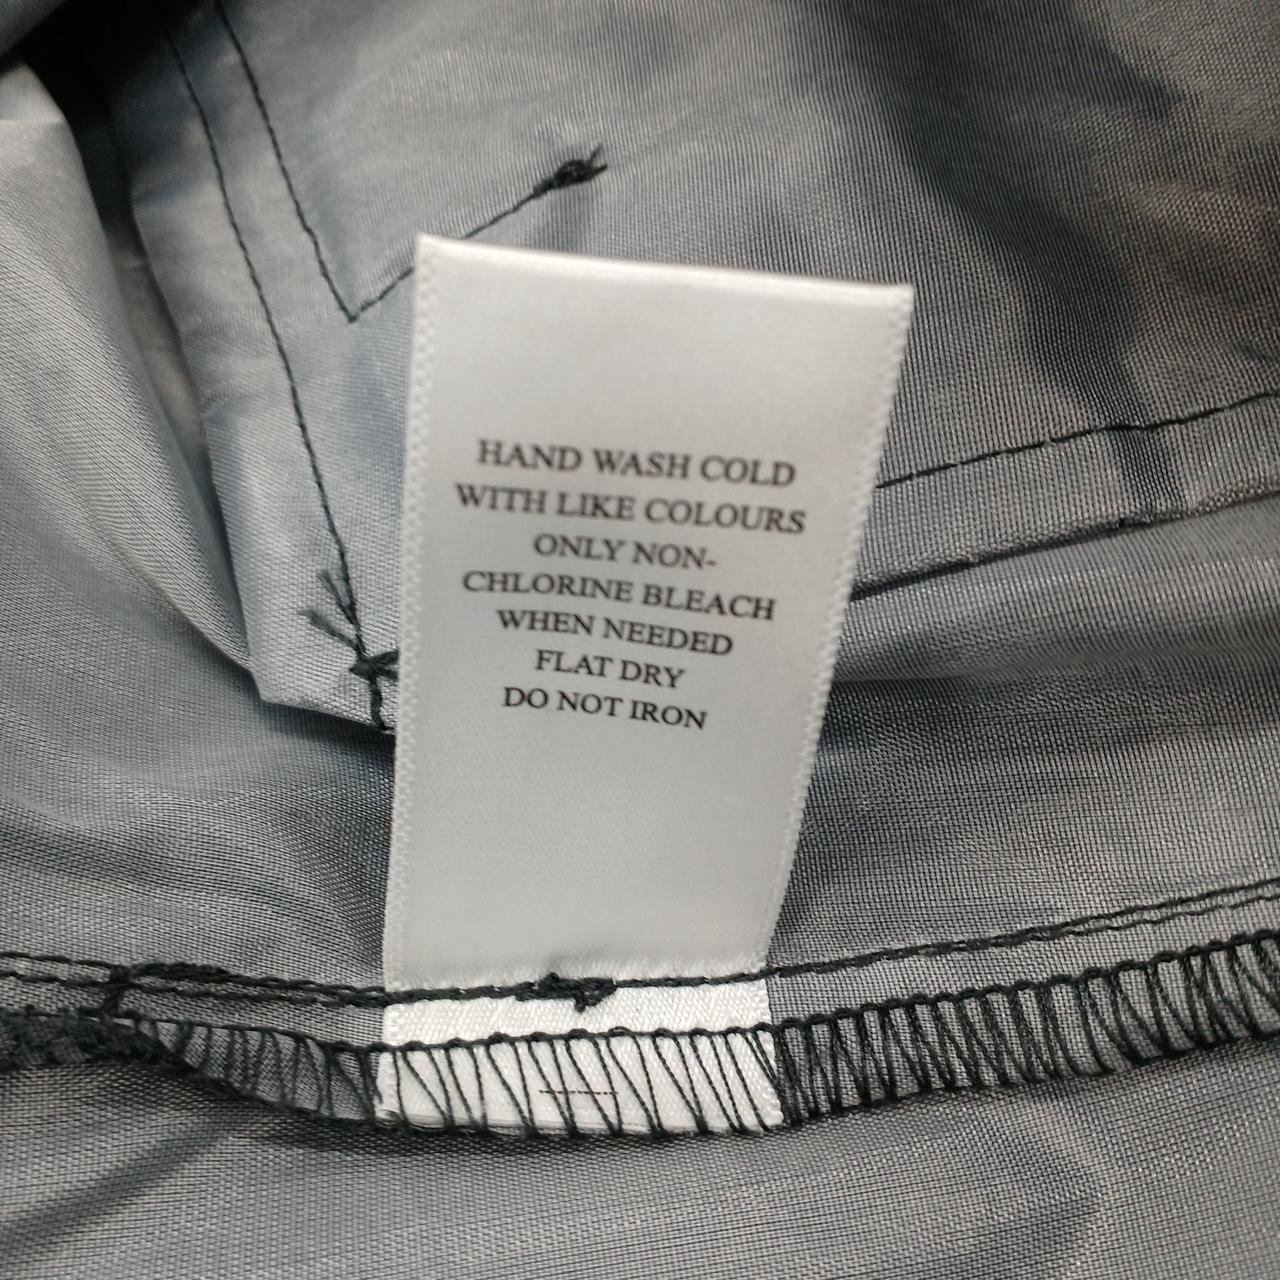 HAND WASH COLD
WITH LIKE COLOURS
ONLY NON-
CHLORINE BLEACH
WHEN NEEDED
FLAT DRY
DO NOT IRON